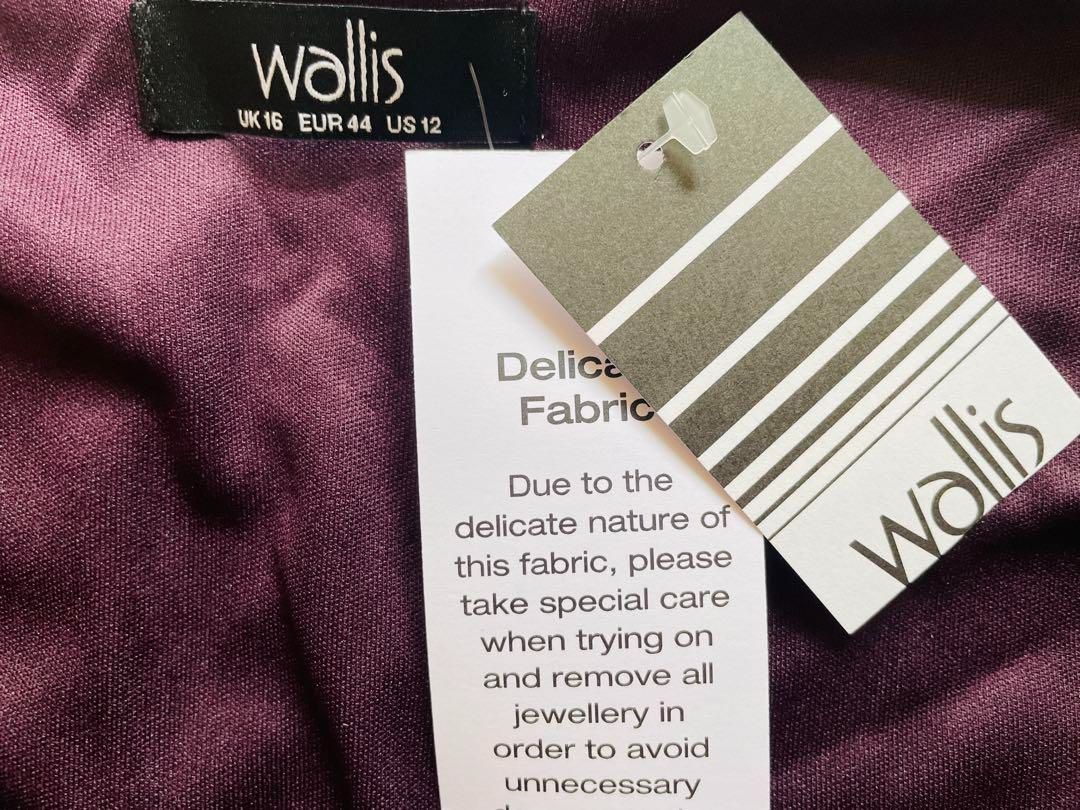 wallis
UK 16 EUR 44 US 12
Fabric
Due to the
delicate nature of
this fabric, please
take special care
when trying on
and remove all
jewellery in
order to avoid
unnecessary
wallis